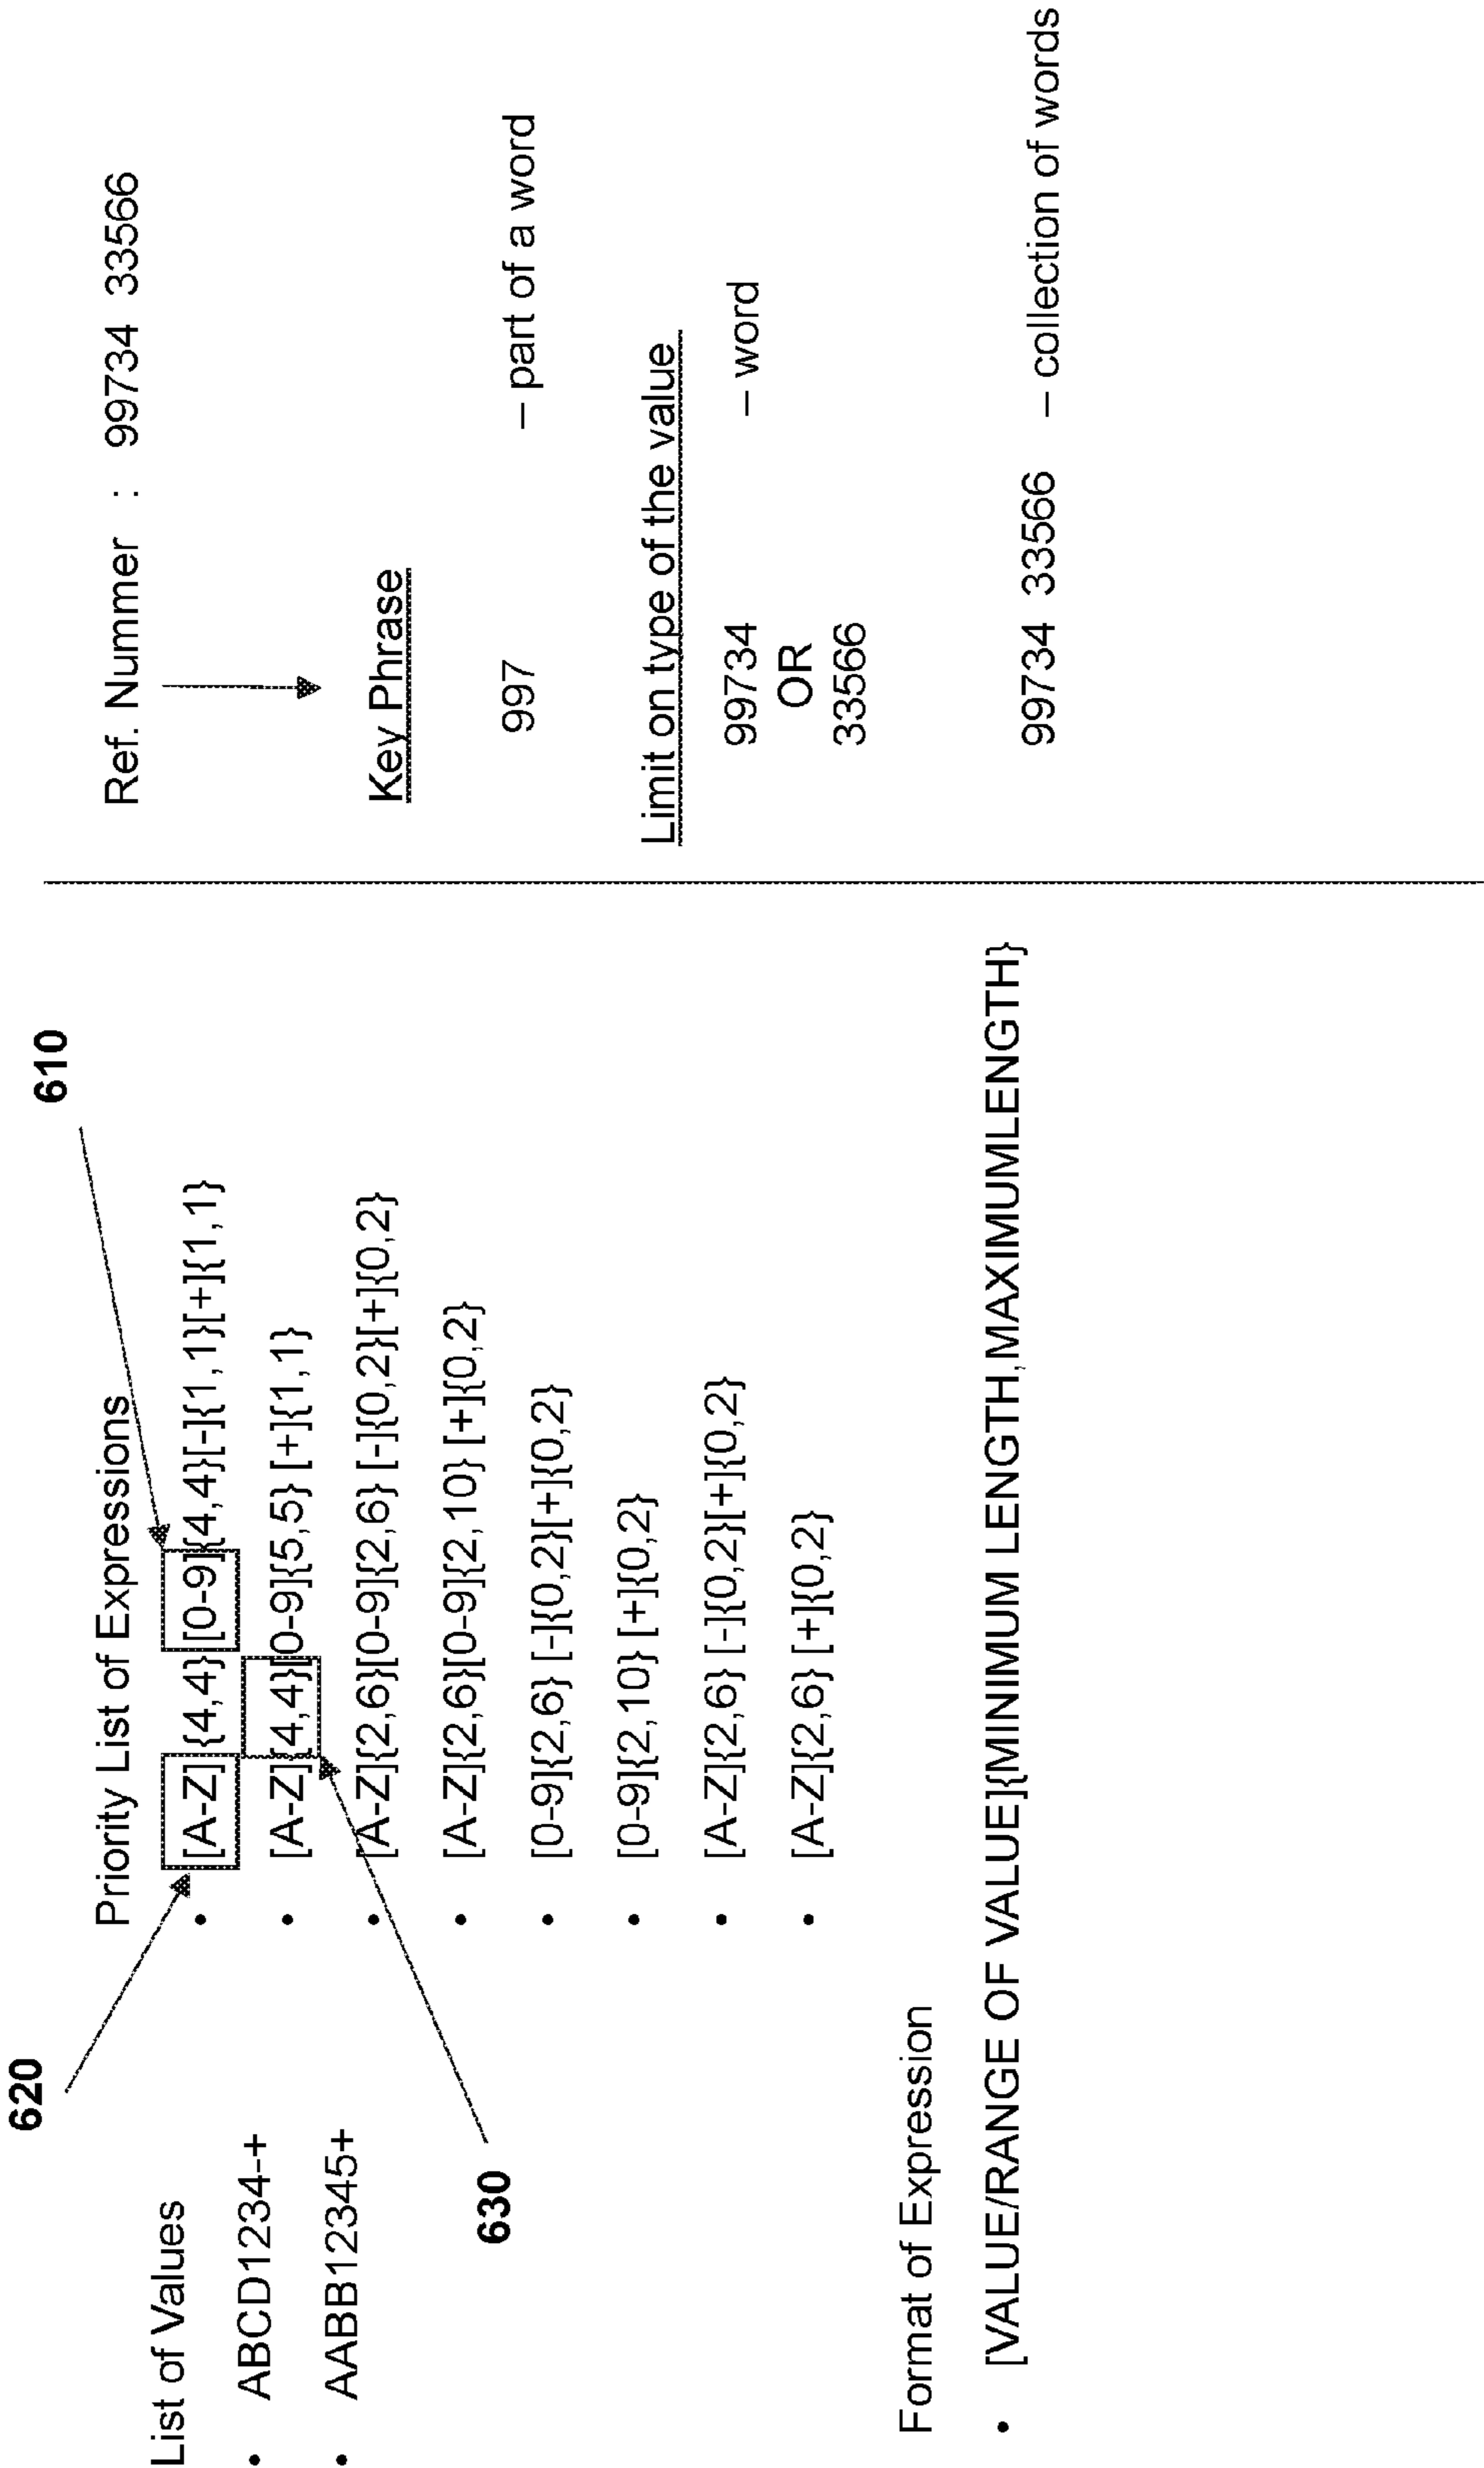 620
610
630
List of Values
• ABCD1234-+
• AABB12345+
Priority List of Expressions
• [A-Z] {4,4} [0-9]{4,4}[-]{1,1}[+]{1,1}
• [A-Z]{4,4}[0-9]{5,5} [+]{1,1}
• [A-Z]{2,6}[0-9]{2,6} [-]{0,2}[+]{0,2}
• [A-Z]{2,6}[0-9]{2,10} [+]{0,2}
• [0-9]{2,6} [-]{0,2}[+]{0,2}
• [0-9]{2,10} [+]{0,2}
• [A-Z]{2,6} [-]{0,2}[+]{0,2}
• [A-Z]{2,6} [+]{0,2}
Format of Expression
• [VALUE/RANGE OF VALUE]{MINIMUM LENGTH,MAXIMUMLENGTH}
Ref. Nummer : 99734 33566
Key Phrase
997 – part of a word
Limit on type of the value
99734 – word
OR
33566
99734 33566 – collection of words